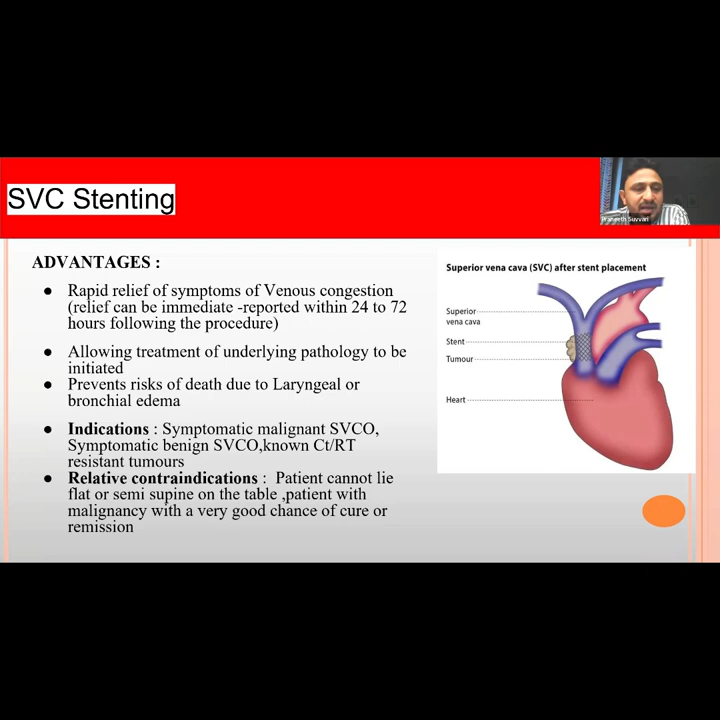 SVC Stenting
Praneeth Suvvari
ADVANTAGES :
● Rapid relief of symptoms of Venous congestion
(relief can be immediate -reported within 24 to 72
hours following the procedure)
● Allowing treatment of underlying pathology to be
initiated
● Prevents risks of death due to Laryngeal or
bronchial edema
● Indications : Symptomatic malignant SVCO,
Symptomatic benign SVCO,known Ct/RT
resistant tumours
● Relative contraindications : Patient cannot lie
flat or semi supine on the table ,patient with
malignancy with a very good chance of cure or
remission
Superior vena cava (SVC) after stent placement
Superior
vena cava
Stent
Tumour
Heart